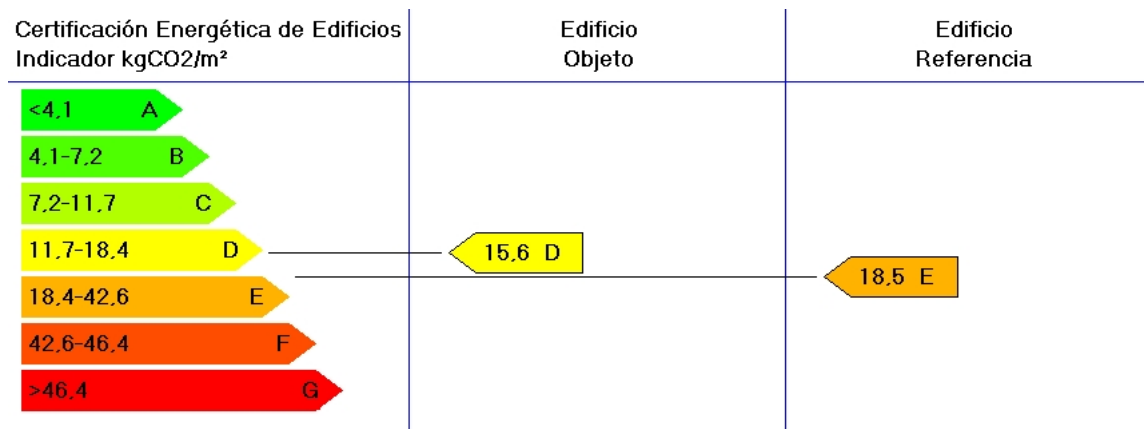 Certificación Energética de Edificios
Indicador kgCO2/m²
Edificio
Objeto
Edificio
Referencia
<4,1 A
4,1-7,2 B
7,2-11,7 C
11,7-18,4 D
15,6 D
18,5 E
18,4-42,6 E
42,6-46,4 F
>46,4 G